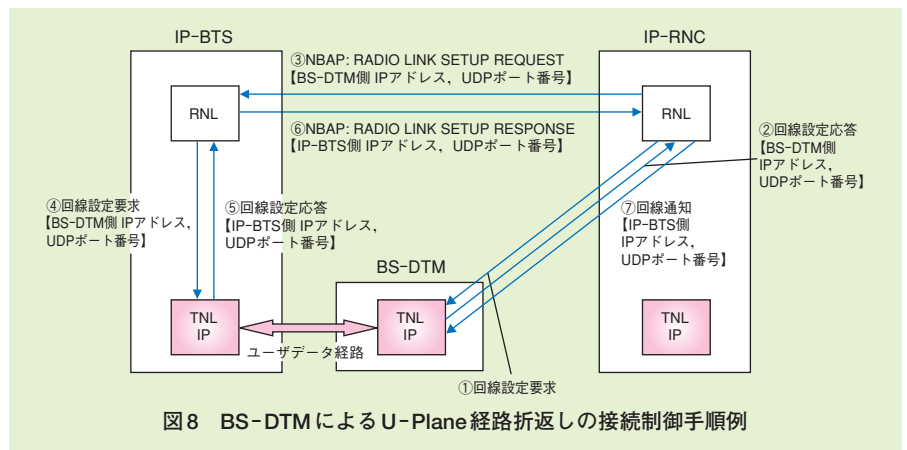 IP-BTS
IP-RNC
③NBAP: RADIO LINK SETUP REQUEST
【BS-DTM側 IPアドレス，UDPポート番号】
RNL
RNL
⑥NBAP: RADIO LINK SETUP RESPONSE
【IP-BTS側 IPアドレス，UDPポート番号】
②回線設定応答
【BS-DTM側
IPアドレス，
UDPポート番号】
④回線設定要求
【BS-DTM側 IPアドレス，
UDPポート番号】
⑤回線設定応答
【IP-BTS側 IPアドレス，
UDPポート番号】
⑦回線通知
【IP-BTS側
IPアドレス，
UDPポート番号】
BS-DTM
TNL
IP
TNL
IP
TNL
IP
ユーザデータ経路
①回線設定要求
図8 BS-DTMによるU-Plane経路折返しの接続制御手順例